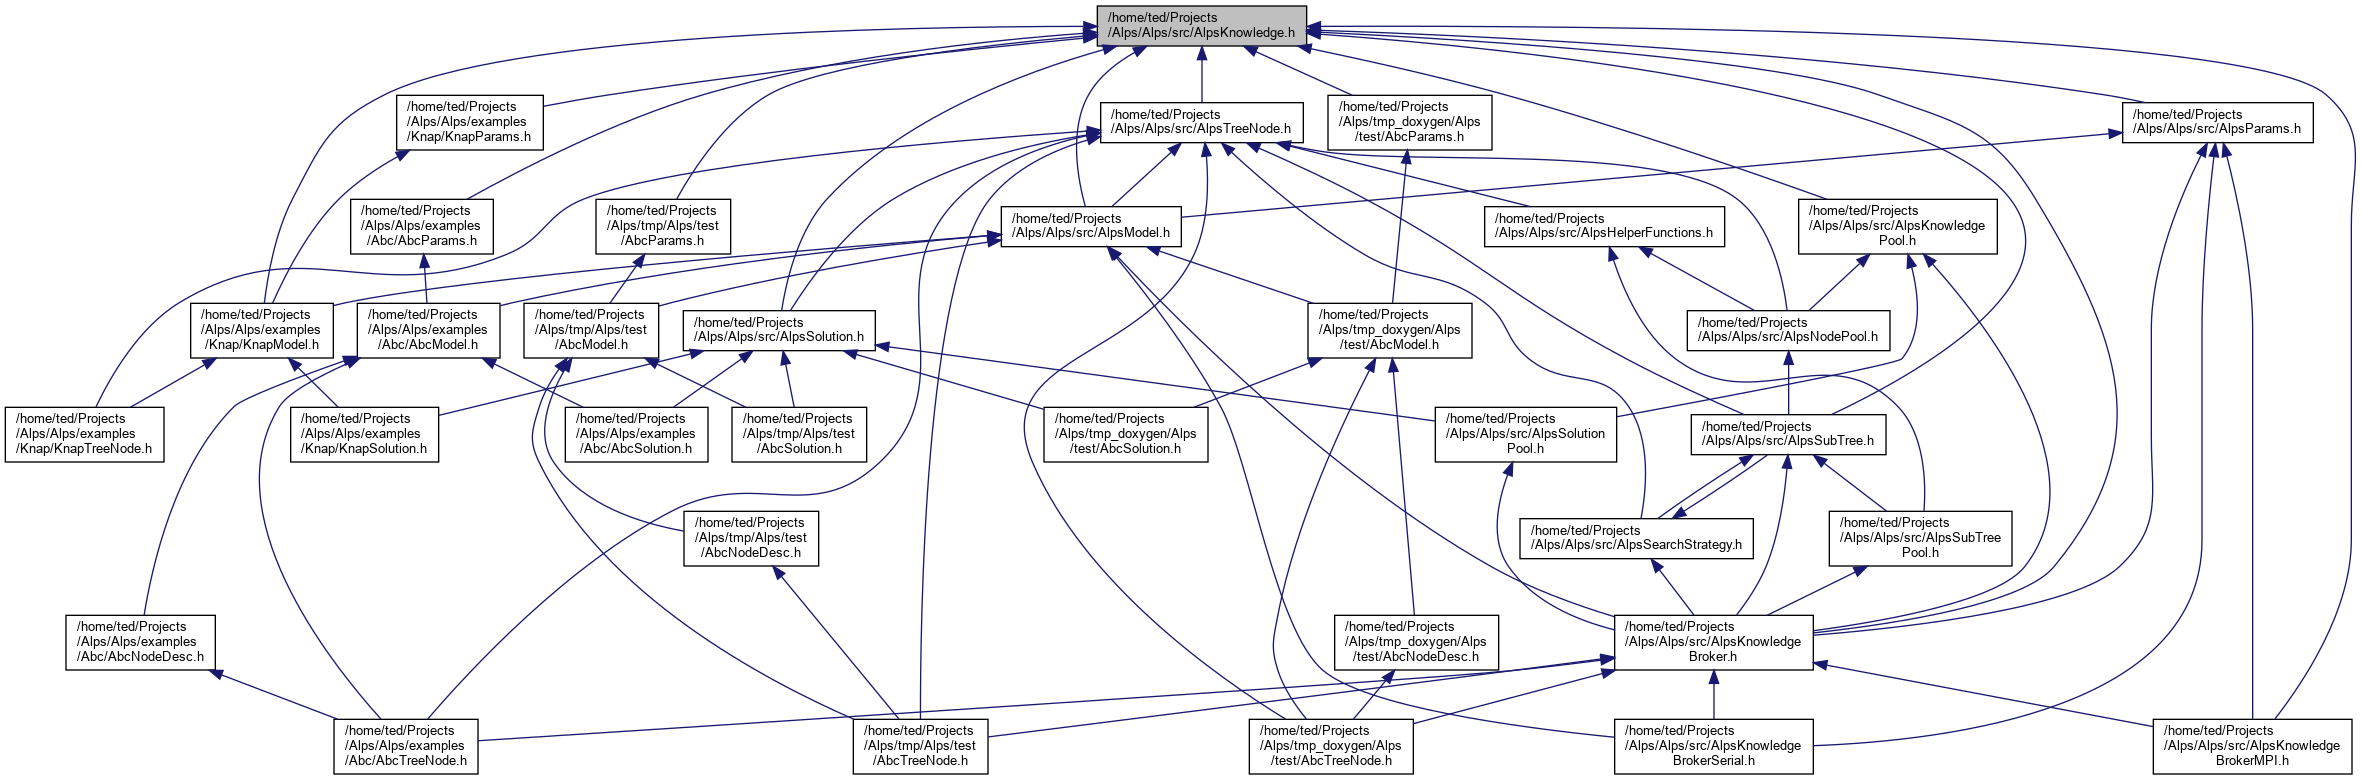 /home/ted/Projects
/Alps/Alps/src/AlpsKnowledge.h
/home/ted/Projects
/Alps/Alps/examples
/Knap/KnapParams.h
/home/ted/Projects
/Alps/Alps/src/AlpsTreeNode.h
/home/ted/Projects
/Alps/tmp_doxygen/Alps
/test/AbcParams.h
/home/ted/Projects
/Alps/Alps/src/AlpsParams.h
/home/ted/Projects
/Alps/Alps/examples
/Abc/AbcParams.h
/home/ted/Projects
/Alps/tmp/Alps/test
/AbcParams.h
/home/ted/Projects
/Alps/Alps/src/AlpsModel.h
/home/ted/Projects
/Alps/Alps/src/AlpsHelperFunctions.h
/home/ted/Projects
/Alps/Alps/src/AlpsKnowledge
Pool.h
/home/ted/Projects
/Alps/Alps/examples
/Knap/KnapModel.h
/home/ted/Projects
/Alps/Alps/examples
/Abc/AbcModel.h
/home/ted/Projects
/Alps/tmp/Alps/test
/AbcModel.h
/home/ted/Projects
/Alps/Alps/src/AlpsSolution.h
/home/ted/Projects
/Alps/tmp_doxygen/Alps
/test/AbcModel.h
/home/ted/Projects
/Alps/Alps/src/AlpsNodePool.h
/home/ted/Projects
/Alps/Alps/examples
/Knap/KnapTreeNode.h
/home/ted/Projects
/Alps/Alps/examples
/Knap/KnapSolution.h
/home/ted/Projects
/Alps/Alps/examples
/Abc/AbcSolution.h
/home/ted/Projects
/Alps/tmp/Alps/test
/AbcSolution.h
/home/ted/Projects
/Alps/tmp_doxygen/Alps
/test/AbcSolution.h
/home/ted/Projects
/Alps/Alps/src/AlpsSolution
Pool.h
/home/ted/Projects
/Alps/Alps/src/AlpsSubTree.h
/home/ted/Projects
/Alps/tmp/Alps/test
/AbcNodeDesc.h
/home/ted/Projects
/Alps/Alps/src/AlpsSearchStrategy.h
/home/ted/Projects
/Alps/Alps/src/AlpsSubTree
Pool.h
/home/ted/Projects
/Alps/Alps/examples
/Abc/AbcNodeDesc.h
/home/ted/Projects
/Alps/tmp_doxygen/Alps
/test/AbcNodeDesc.h
/home/ted/Projects
/Alps/Alps/src/AlpsKnowledge
Broker.h
/home/ted/Projects
/Alps/Alps/examples
/Abc/AbcTreeNode.h
/home/ted/Projects
/Alps/tmp/Alps/test
/AbcTreeNode.h
/home/ted/Projects
/Alps/tmp_doxygen/Alps
/test/AbcTreeNode.h
/home/ted/Projects
/Alps/Alps/src/AlpsKnowledge
BrokerSerial.h
/home/ted/Projects
/Alps/Alps/src/AlpsKnowledge
BrokerMPI.h